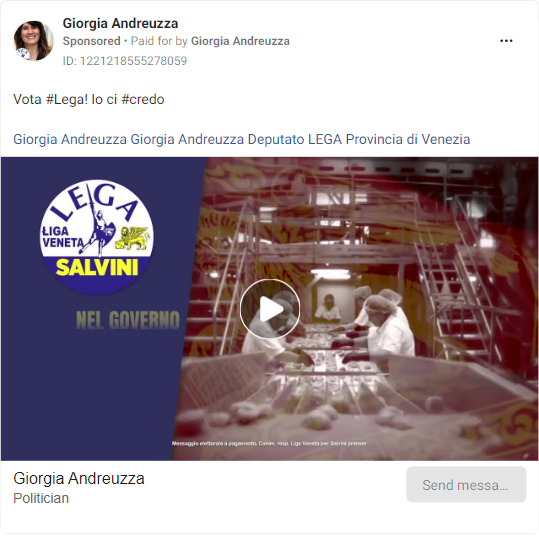 Giorgia Andreuzza
Sponsored • Paid for by Giorgia Andreuzza
ID: 1221218555278059
Vota #Lega! Io ci #credo
Giorgia Andreuzza Giorgia Andreuzza Deputato LEGA Provincia di Venezia
LEGA
LIGA
VENETA
SALVINI
NEL GOVERNO
Messaggio elettorale a pagamento. Comm. resp. Liga Veneta per Salvini premier
Giorgia Andreuzza
Politician
Send messa...